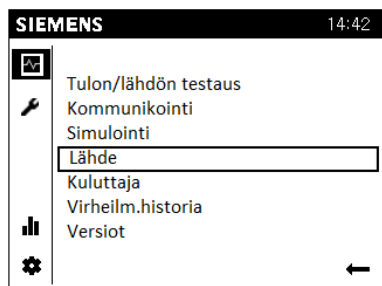 SIEMENS 14:42
Tulon/lähdön testaus
Kommunikointi
Simulointi
Lähde
Kuluttaja
Virheilm.historia
Versiot